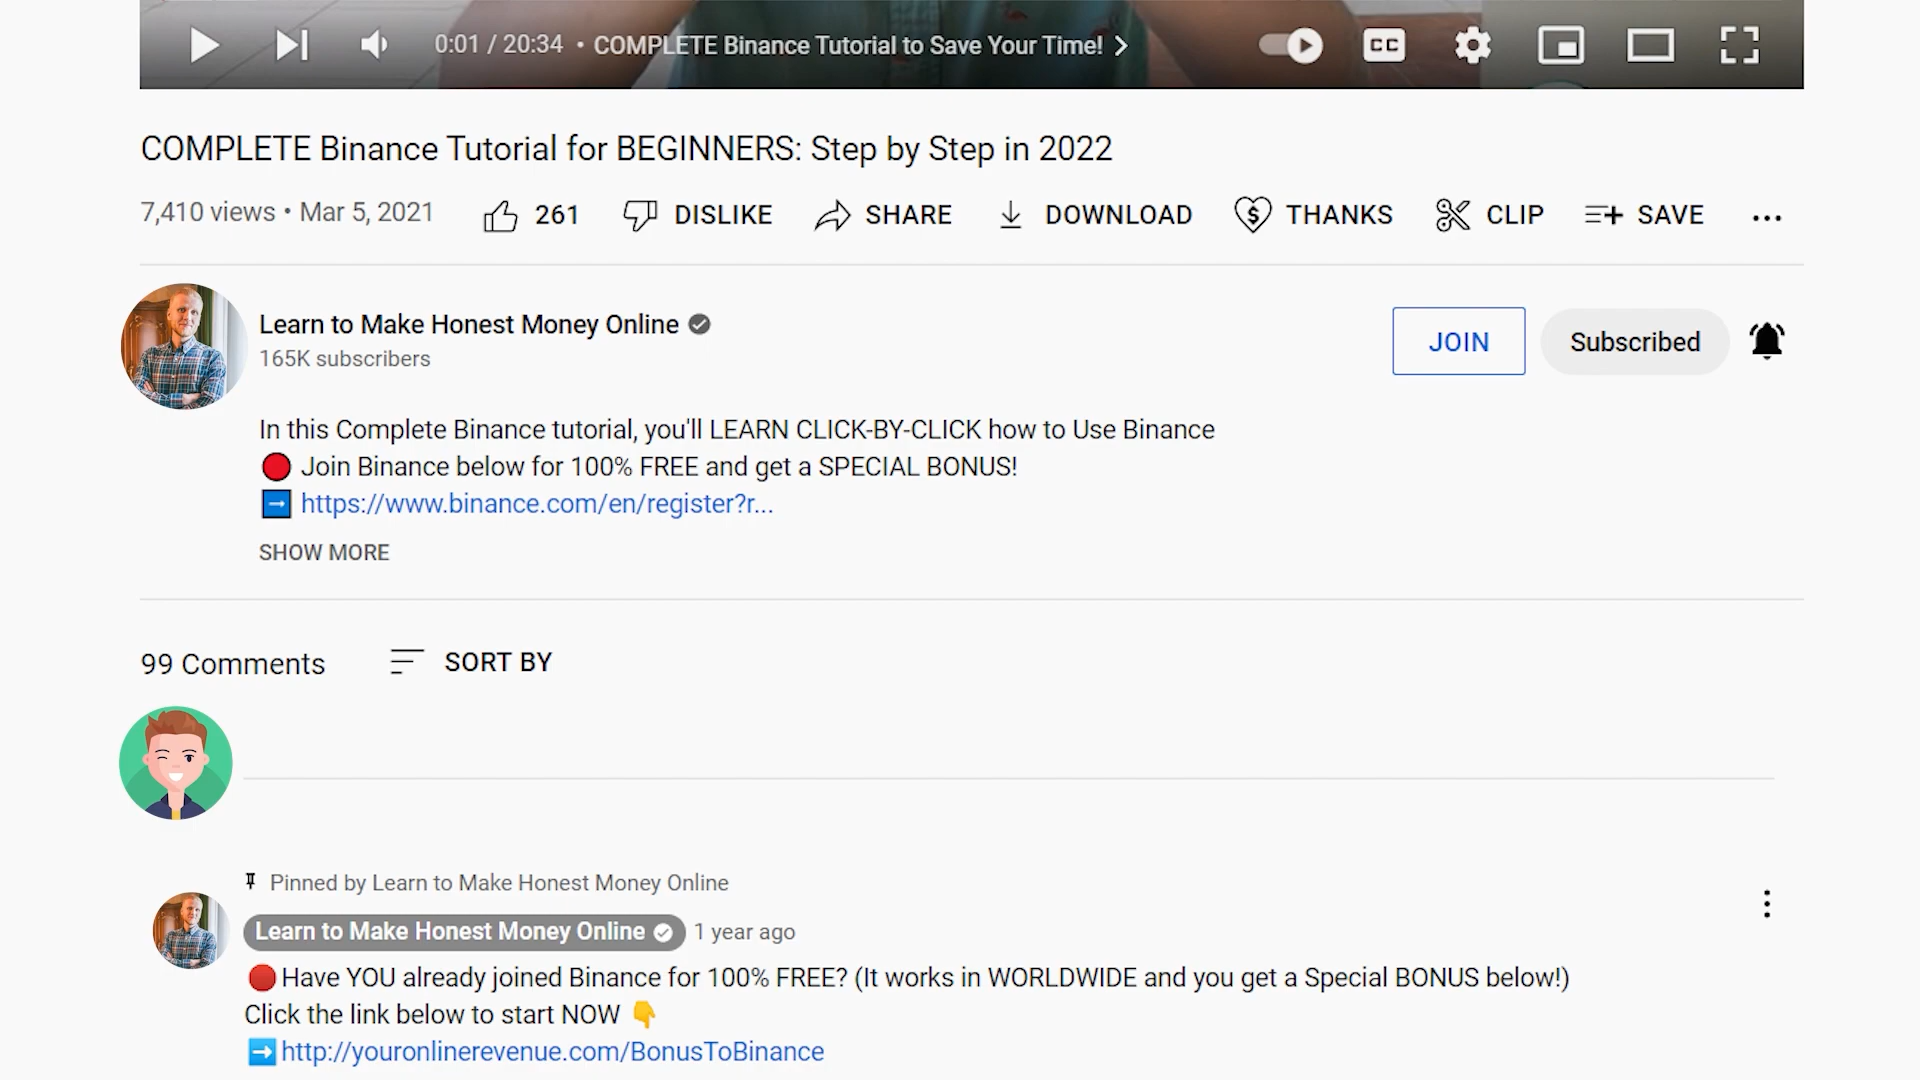 0:01 / 20:34 • COMPLETE Binance Tutorial to Save Your Time!
CC
COMPLETE Binance Tutorial for BEGINNERS: Step by Step in 2022
7,410 views • Mar 5, 2021 261 DISLIKE SHARE DOWNLOAD THANKS CLIP SAVE ...
Learn to Make Honest Money Online
165K subscribers
JOIN Subscribed
In this Complete Binance tutorial, you'll LEARN CLICK-BY-CLICK how to Use Binance
🔴 Join Binance below for 100% FREE and get a SPECIAL BONUS!
➡️ https://www.binance.com/en/register?r...
SHOW MORE
99 Comments SORT BY
Pinned by Learn to Make Honest Money Online
Learn to Make Honest Money Online 1 year ago
🔴Have YOU already joined Binance for 100% FREE? (It works in WORLDWIDE and you get a Special BONUS below!)
Click the link below to start NOW 👇
➡️http://youronlinerevenue.com/BonusToBinance